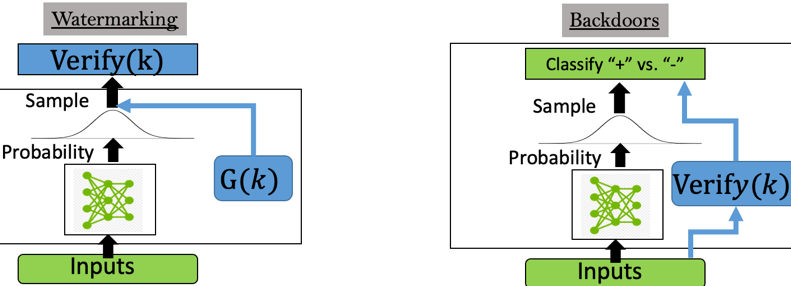 Watermarking
Verify(k)
Sample
Probability
G(k)
Inputs
Backdoors
Classify “+” vs. “-”
Sample
Probability
Verify(k)
Inputs